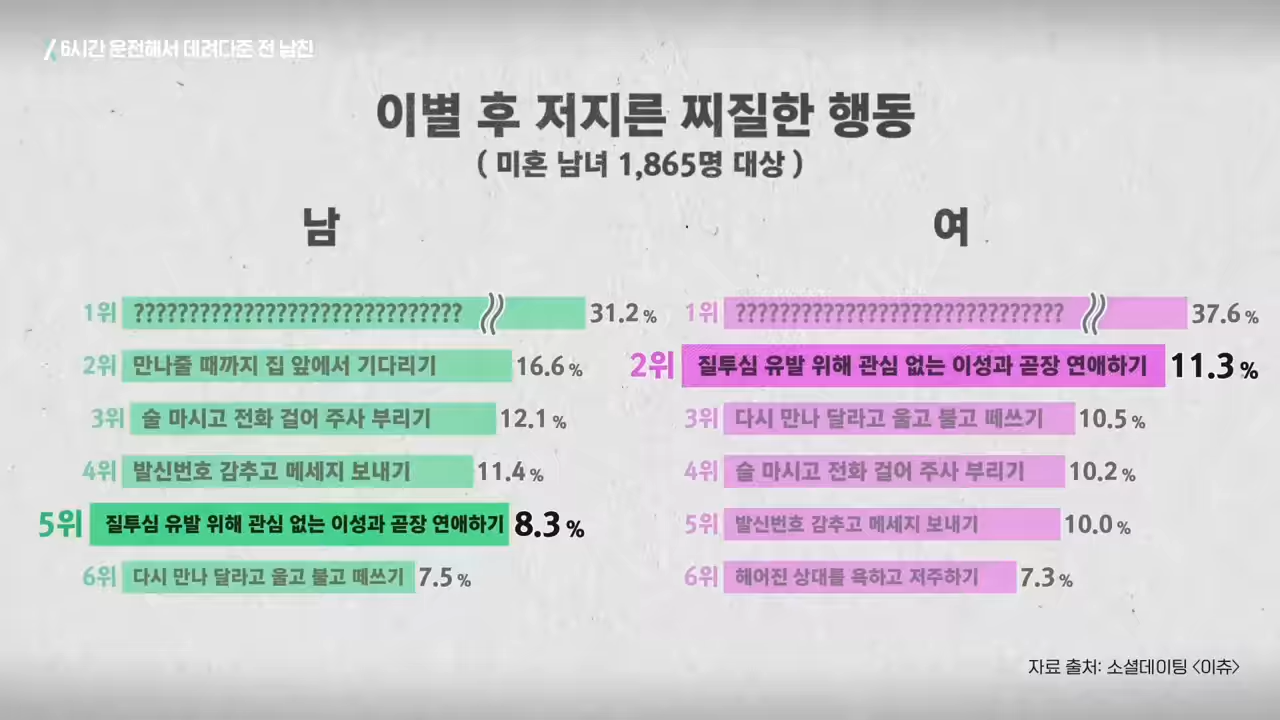 6시간 운전해서 데려다준 전 남친
이별 후 저지른 찌질한 행동
( 미혼 남녀 1,865명 대상 )
남
1위 ?????????????????????????????? 31.2 %
2위 만나줄 때까지 집 앞에서 기다리기 16.6 %
3위 술 마시고 전화 걸어 주사 부리기 12.1 %
4위 발신번호 감추고 메세지 보내기 11.4 %
5위 질투심 유발 위해 관심 없는 이성과 곧장 연애하기 8.3 %
6위 다시 만나 달라고 울고 불고 떼쓰기 7.5 %
여
1위 ?????????????????????????????? 37.6 %
2위 질투심 유발 위해 관심 없는 이성과 곧장 연애하기 11.3 %
3위 다시 만나 달라고 울고 불고 떼쓰기 10.5 %
4위 술 마시고 전화 걸어 주사 부리기 10.2 %
5위 발신번호 감추고 메세지 보내기 10.0 %
6위 헤어진 상대를 욕하고 저주하기 7.3 %
자료 출처: 소셜데이팅 <이츄>